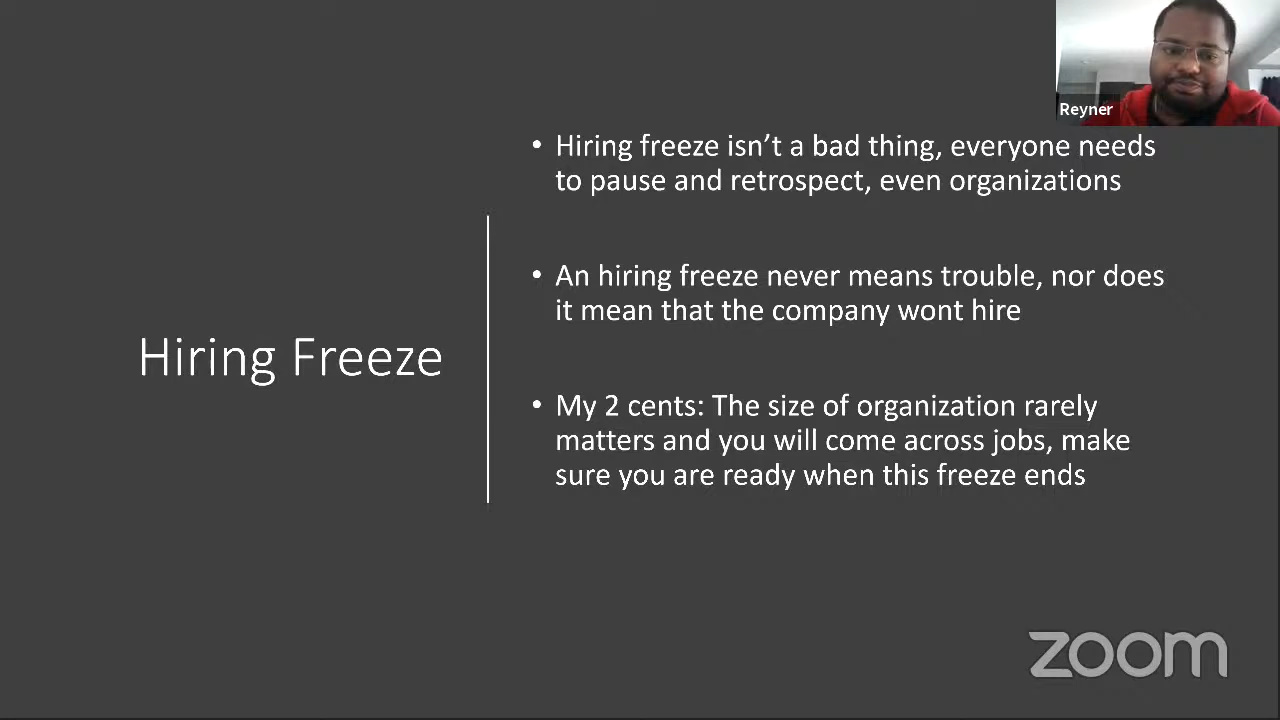 Reyner
• Hiring freeze isn’t a bad thing, everyone needs
to pause and retrospect, even organizations
• An hiring freeze never means trouble, nor does
it mean that the company wont hire
Hiring Freeze
• My 2 cents: The size of organization rarely
matters and you will come across jobs, make
sure you are ready when this freeze ends
zoom